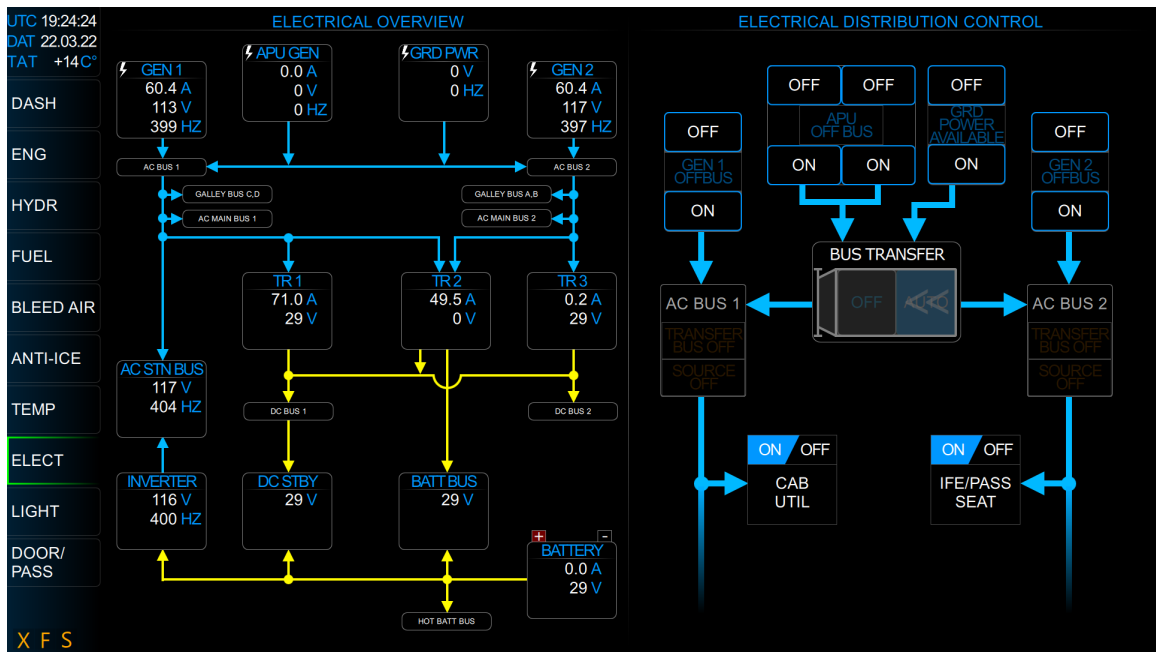 UTC 19:24:24
DAT 22.03.22
TAT +14 C°
DASH
ENG
HYDR
FUEL
BLEED AIR
ANTI-ICE
TEMP
ELECT
LIGHT
DOOR/
PASS
X F S
ELECTRICAL OVERVIEW
GEN 1
60.4 A
113 V
399 HZ
APU GEN
0.0 A
0 V
0 HZ
GRD PWR
0 V
0 HZ
GEN 2
60.4 A
117 V
397 HZ
AC BUS 1
AC BUS 2
GALLEY BUS C,D
GALLEY BUS A,B
AC MAIN BUS 1
AC MAIN BUS 2
TR 1
71.0 A
29 V
TR 2
49.5 A
0 V
TR 3
0.2 A
29 V
AC STN BUS
117 V
404 HZ
DC BUS 1
DC BUS 2
INVERTER
116 V
400 HZ
DC STBY
29 V
BATT BUS
29 V
+ -
BATTERY
0.0 A
29 V
HOT BATT BUS
ELECTRICAL DISTRIBUTION CONTROL
OFF OFF OFF
APU
OFF BUS
GRD
POWER
AVAILABLE
ON ON ON
OFF
GEN 1
OFFBUS
ON
OFF
GEN 2
OFFBUS
ON
BUS TRANSFER
OFF AUTO
AC BUS 1
TRANSFER
BUS OFF
SOURCE
OFF
AC BUS 2
TRANSFER
BUS OFF
SOURCE
OFF
ON OFF
CAB
UTIL
ON OFF
IFE/PASS
SEAT